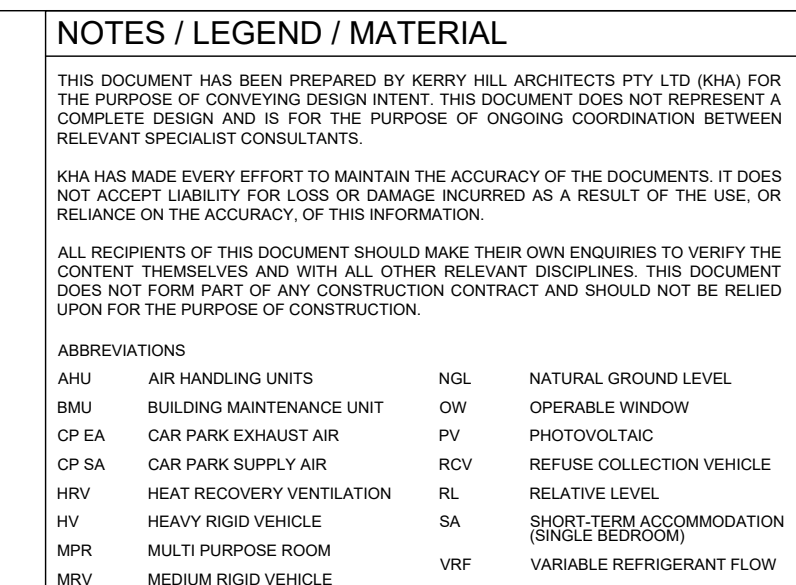 NOTES / LEGEND / MATERIAL
THIS DOCUMENT HAS BEEN PREPARED BY KERRY HILL ARCHITECTS PTY LTD (KHA) FOR
THE PURPOSE OF CONVEYING DESIGN INTENT. THIS DOCUMENT DOES NOT REPRESENT A
COMPLETE DESIGN AND IS FOR THE PURPOSE OF ONGOING COORDINATION BETWEEN
RELEVANT SPECIALIST CONSULTANTS.
KHA HAS MADE EVERY EFFORT TO MAINTAIN THE ACCURACY OF THE DOCUMENTS. IT DOES
NOT ACCEPT LIABILITY FOR LOSS OR DAMAGE INCURRED AS A RESULT OF THE USE, OR
RELIANCE ON THE ACCURACY, OF THIS INFORMATION.
ALL RECIPIENTS OF THIS DOCUMENT SHOULD MAKE THEIR OWN ENQUIRIES TO VERIFY THE
CONTENT THEMSELVES AND WITH ALL OTHER RELEVANT DISCIPLINES. THIS DOCUMENT
DOES NOT FORM PART OF ANY CONSTRUCTION CONTRACT AND SHOULD NOT BE RELIED
UPON FOR THE PURPOSE OF CONSTRUCTION.
ABBREVIATIONS
AHU AIR HANDLING UNITS
BMU BUILDING MAINTENANCE UNIT
CP EA CAR PARK EXHAUST AIR
CP SA CAR PARK SUPPLY AIR
HRV HEAT RECOVERY VENTILATION
HV HEAVY RIGID VEHICLE
MPR MULTI PURPOSE ROOM
MRV MEDIUM RIGID VEHICLE
NGL NATURAL GROUND LEVEL
OW OPERABLE WINDOW
PV PHOTOVOLTAIC
RCV REFUSE COLLECTION VEHICLE
RL RELATIVE LEVEL
SA SHORT-TERM ACCOMMODATION
(SINGLE BEDROOM)
VRF VARIABLE REFRIGERANT FLOW